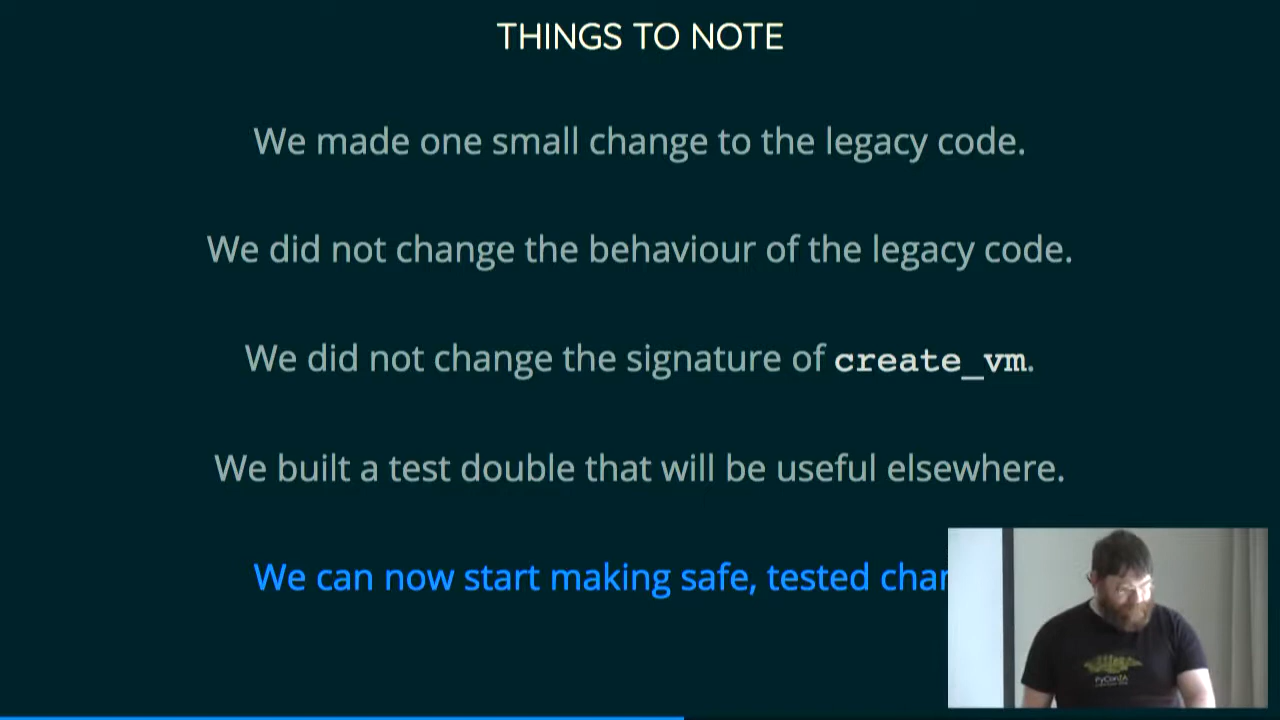 THINGS TO NOTE
We made one small change to the legacy code.
We did not change the behaviour of the legacy code.
We did not change the signature of create_vm.
We built a test double that will be useful elsewhere.
We can now start making safe, tested